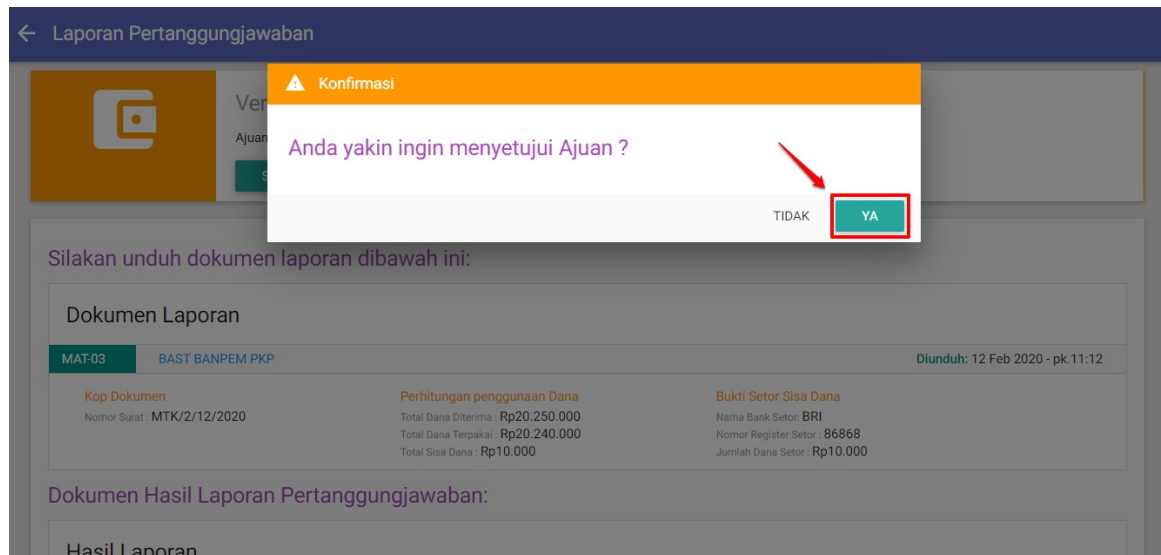 Laporan Pertanggungjawaban
Konfirmasi
Ver
Ajuan
Anda yakin ingin menyetujui Ajuan ?
S
TIDAK YA
Silakan unduh dokumen laporan dibawah ini:
Dokumen Laporan
MAT-03 BAST BANPEM PKP Diunduh: 12 Feb 2020 - pk.11:12
Kop Dokumen Perhitungan penggunaan Dana Bukti Setor Sisa Dana
Nomor Surat : MTK/2/12/2020 Total Dana Diterima : Rp20.250.000 Nama Bank Setor: BRI
Total Dana Terpakai : Rp20.240.000 Nomor Register Setor : 86868
Total Sisa Dana : Rp10.000 Jumlah Dana Setor : Rp10.000
Dokumen Hasil Laporan Pertanggungjawaban:
Hasil Laporan